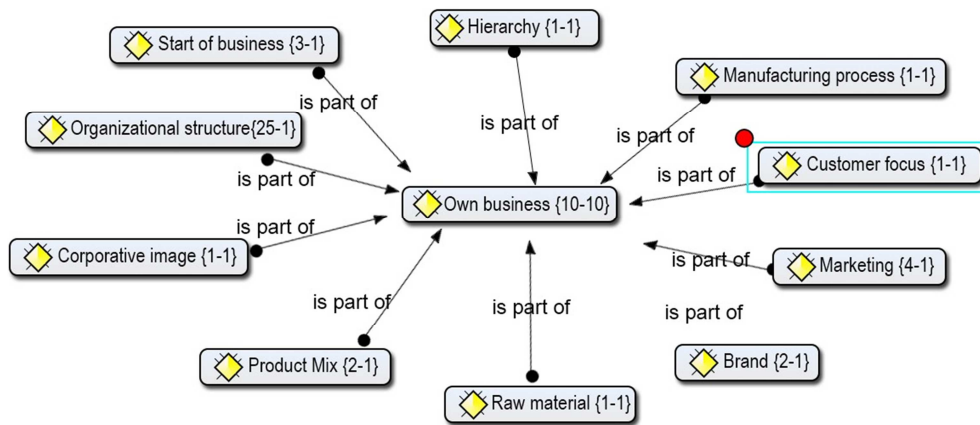 Hierarchy {1-1}
Start of business {3-1}
Manufacturing process {1-1}
is part of
is part of
Organizational structure{25-1}
is part of
Customer focus {1-1}
is part of
is part of
Own business {10-10}
is part of
Corporative image {1-1}
is part of
Marketing {4-1}
is part of
is part of
is part of
Product Mix {2-1}
Brand {2-1}
Raw material {1-1}